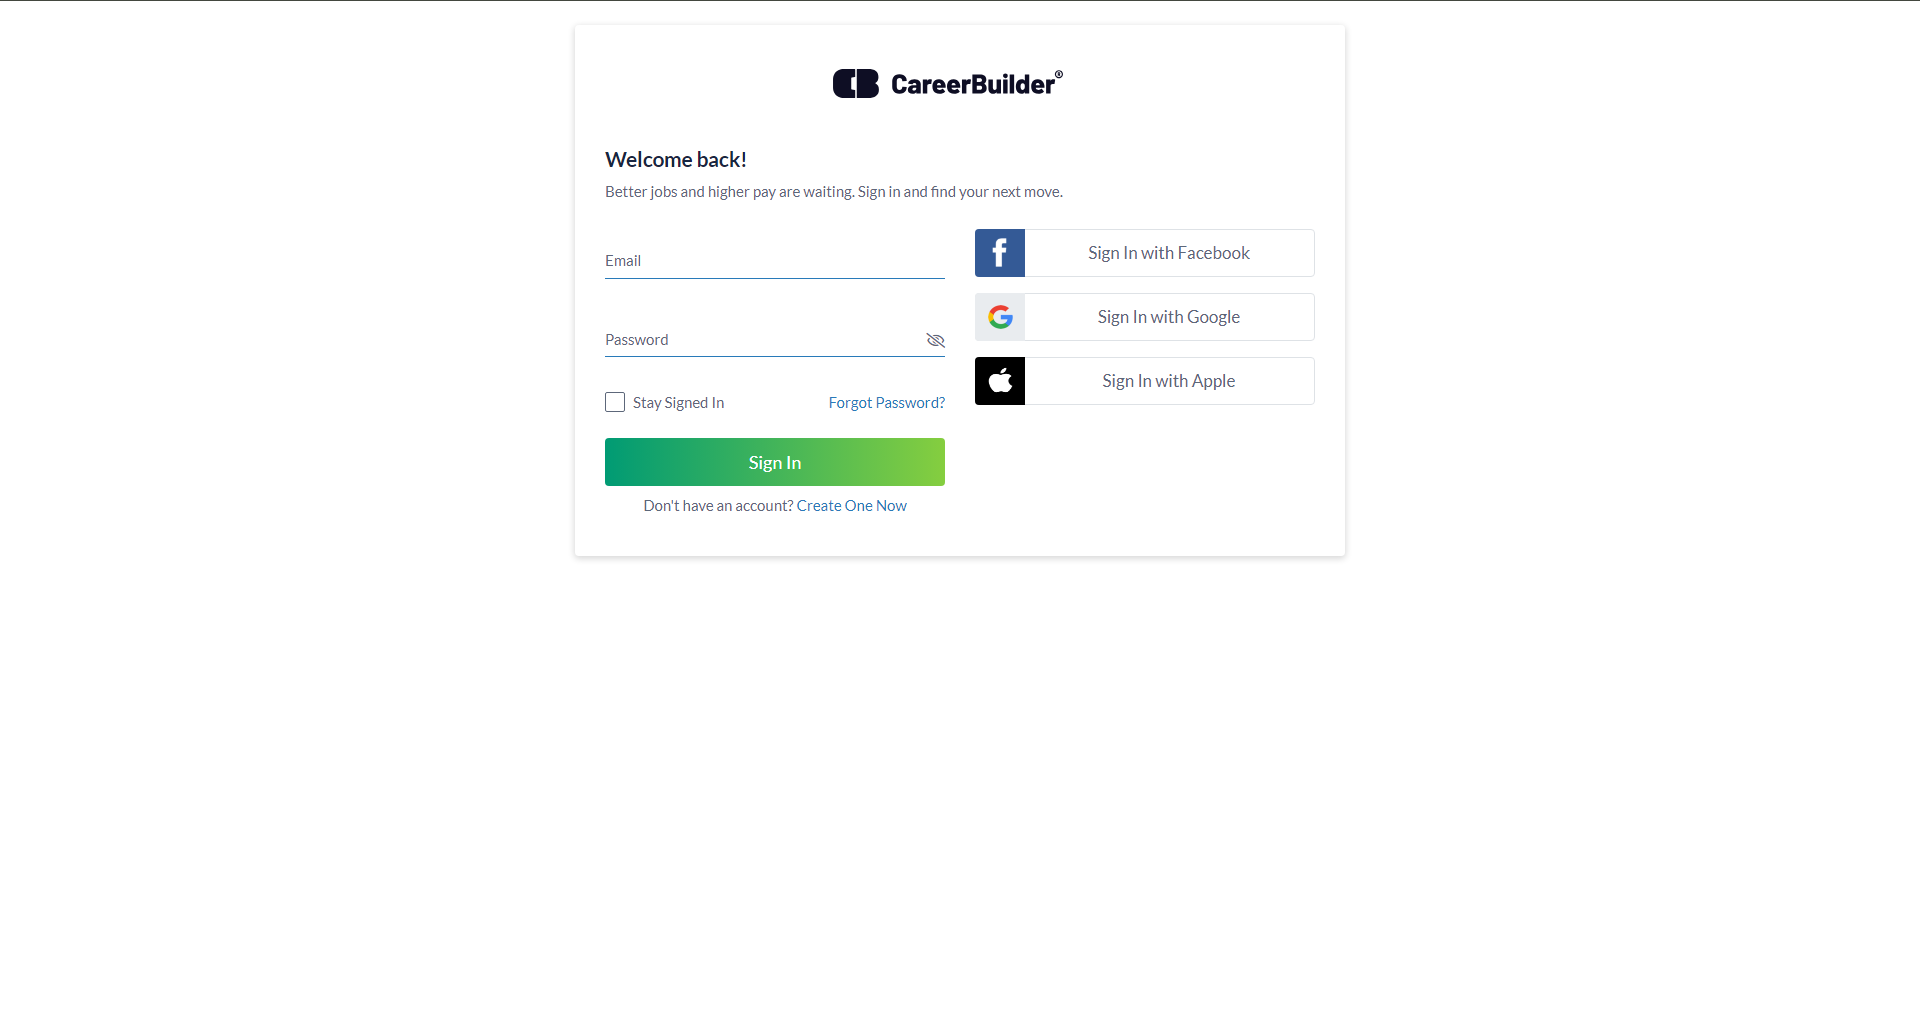 CareerBuilder®
Welcome back!
Better jobs and higher pay are waiting. Sign in and find your next move.
Email
Password
Stay Signed In
Forgot Password?
Sign In
Don't have an account? Create One Now
Sign In with Facebook
Sign In with Google
Sign In with Apple